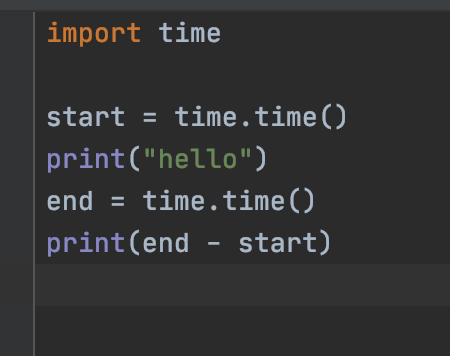 import time
start = time.time()
print("hello")
end = time.time()
print(end - start)